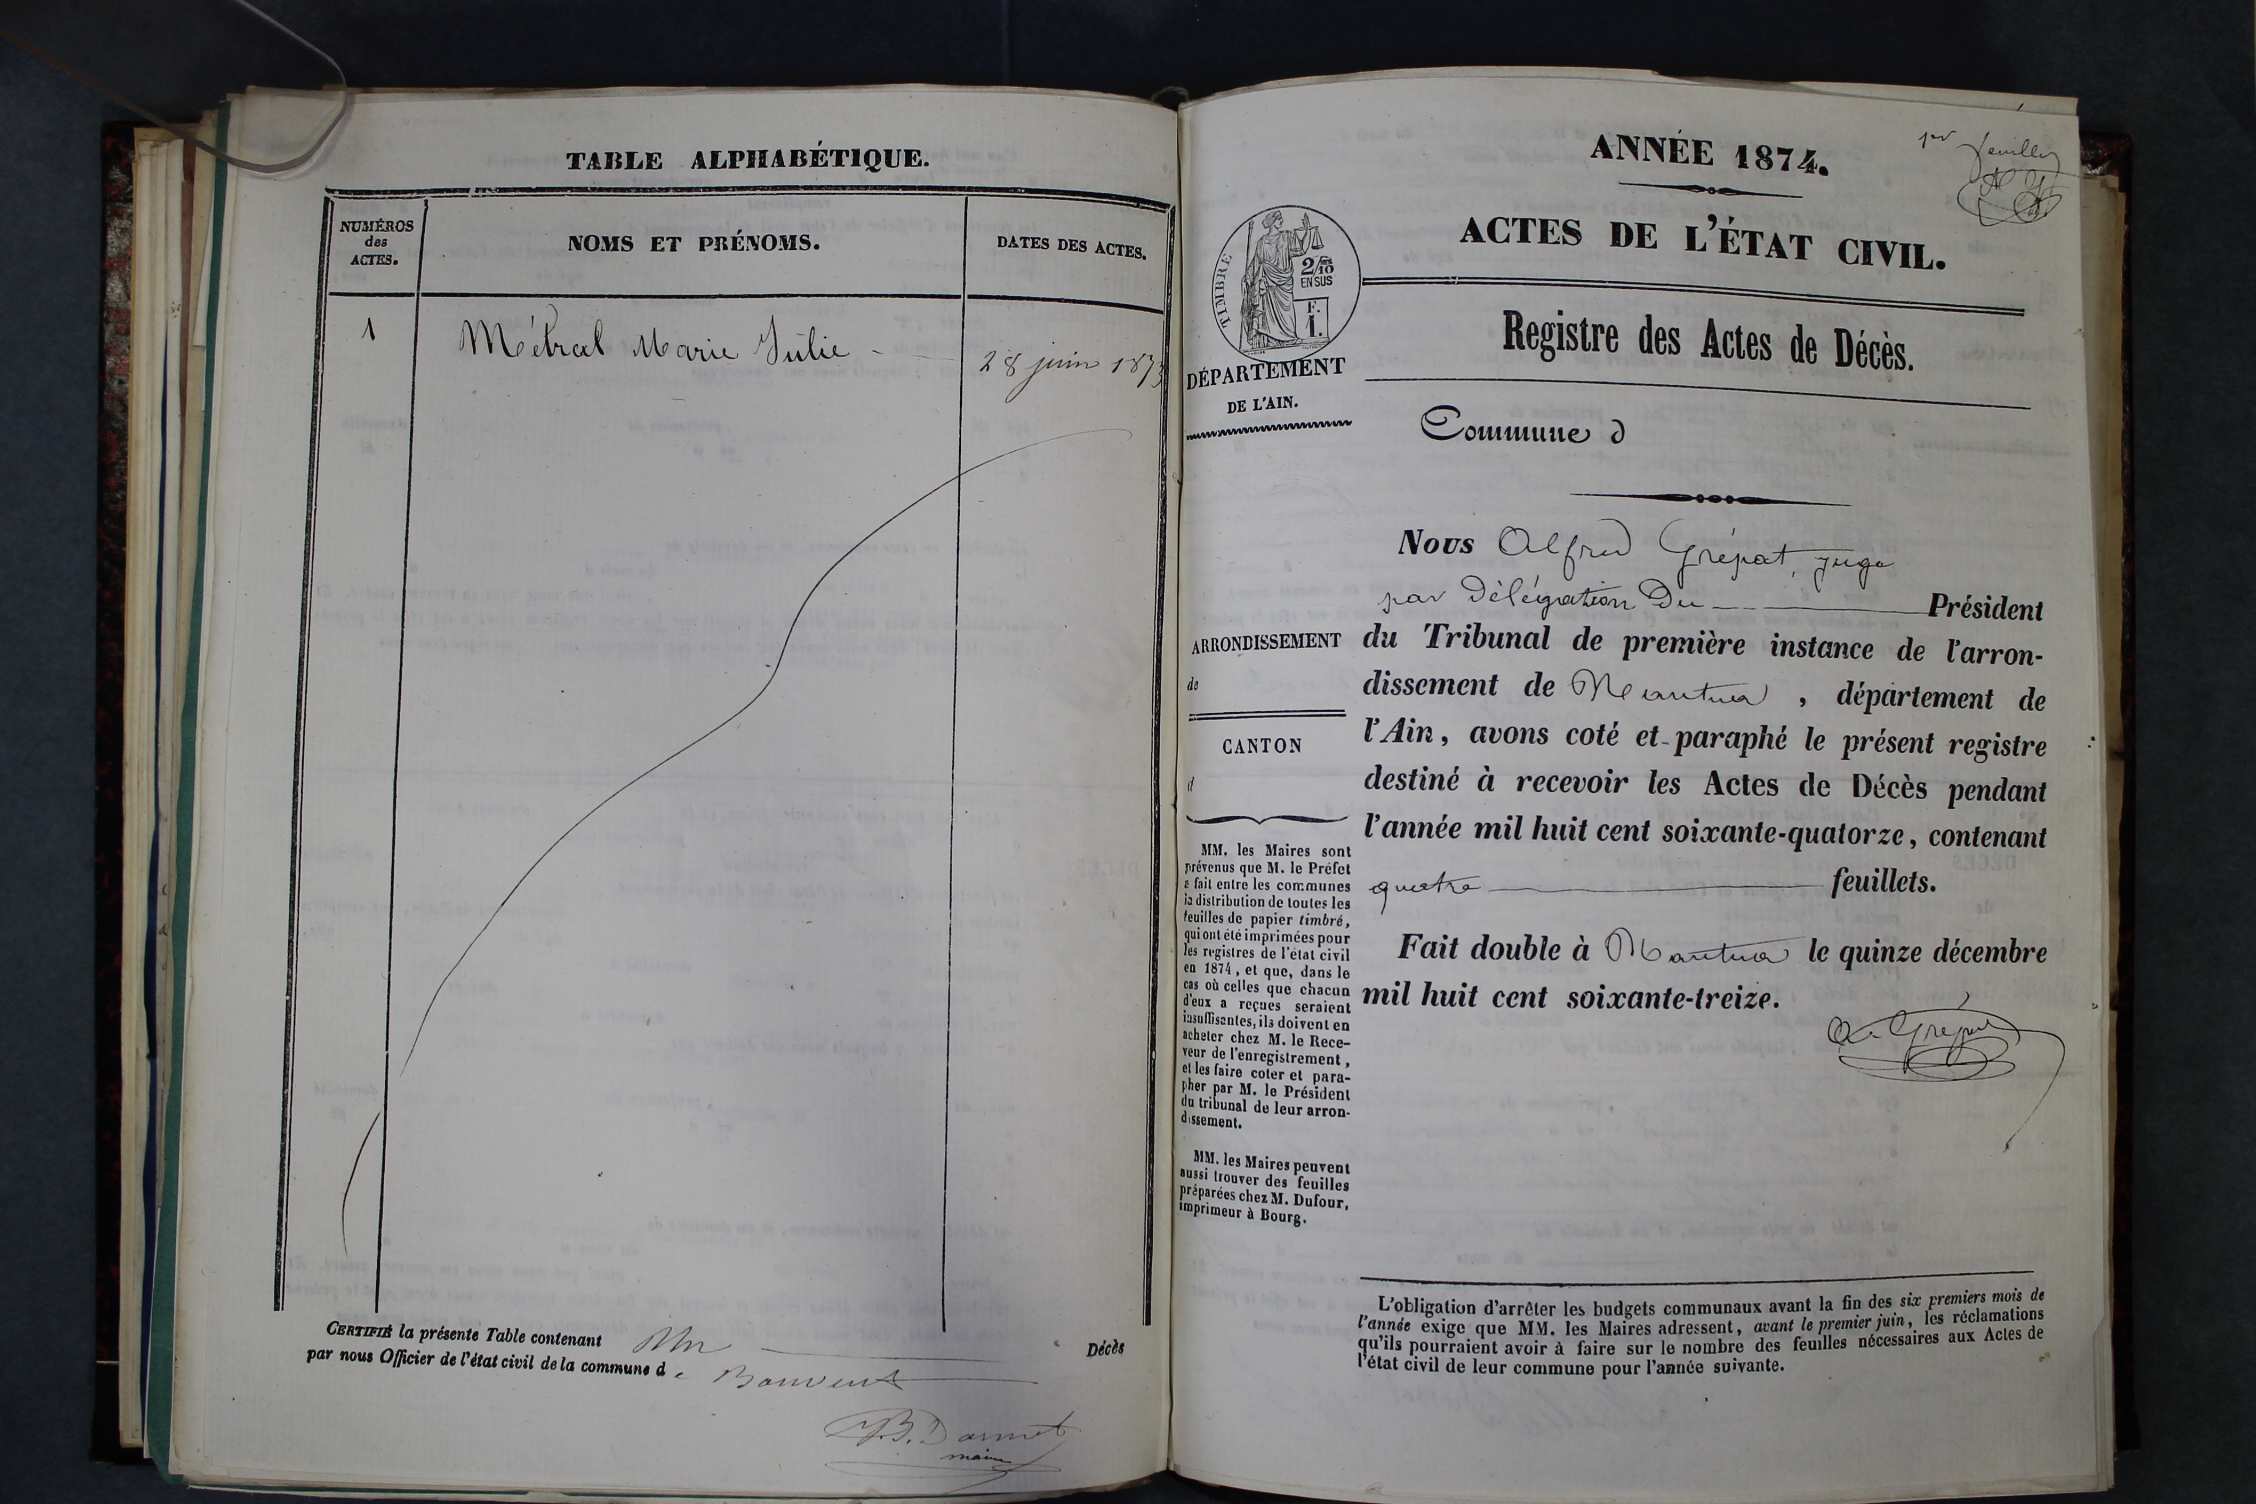 TABLE ALPHABÉTIQUE.
NUMÉROS
des
ACTES.
NOMS ET PRÉNOMS.
DATES DES ACTES.
1 Métral Marie Julie 28 juin 1873
CERTIFIÉ la présente Table contenant un Décès
par nous Officier de l'état civil de la commune de
maire
ANNÉE 1874.
1er feuillet
ACTES DE L'ÉTAT CIVIL.
TIMBRE
2/10
EN SUS
F.
1.
DÉPARTEMENT
DE L'AIN.
Registre des Actes de Décès.
Commune d
ARRONDISSEMENT
de
CANTON
d
MM. les Maires sont
prévenus que M. le Préfet
a fait entre les communes
la distribution de toutes les
feuilles de papier timbré,
qui ont été imprimées pour
les registres de l'état civil
en 1874, et que, dans le
cas où celles que chacun
d'eux a reçues seraient
insuffisantes, ils doivent en
acheter chez M. le Rece-
veur de l'enregistrement,
et les faire coter et para-
pher par M. le Président
du tribunal de leur arron-
dissement.
MM. les Maires peuvent
aussi trouver des feuilles
préparées chez M. Dufour,
imprimeur à Bourg.
Nous Alfred Grépat, juge
par Délégation Du Président
du Tribunal de première instance de l'arron-
dissement de Nantua, département de
l'Ain, avons coté et paraphé le présent registre
destiné à recevoir les Actes de Décès pendant
l'année mil huit cent soixante-quatorze, contenant
quatre feuillets.
Fait double à Nantua le quinze décembre
mil huit cent soixante-treize.
L'obligation d'arrêter les budgets communaux avant la fin des six premiers mois de
l'année exige que MM. les Maires adressent, avant le premier juin, les réclamations
qu'ils pourraient avoir à faire sur le nombre des feuilles nécessaires aux Actes de
l'état civil de leur commune pour l'année suivante.